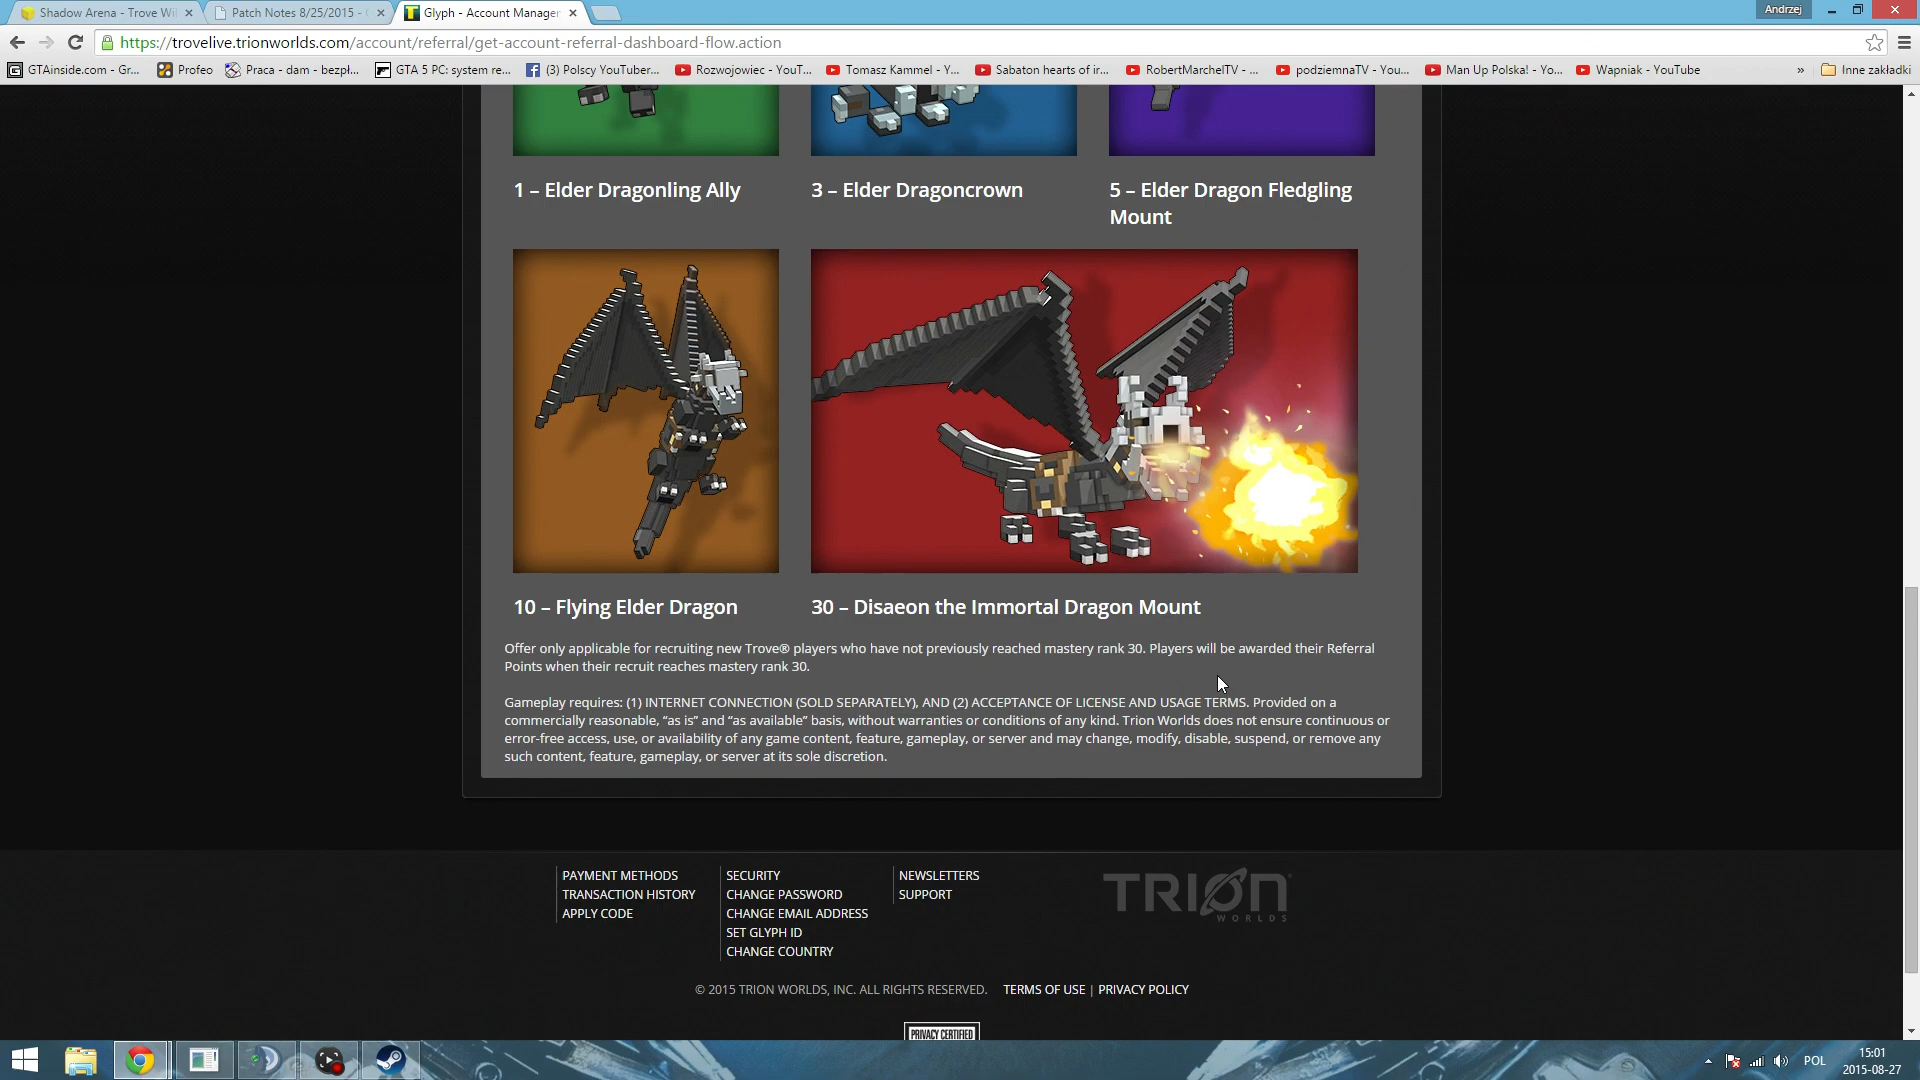 Shadow Arena - Trove Wi
Patch Notes 8/25/2015 -
Glyph - Account Manager
Andrzej
https://trovelive.trionworlds.com/account/referral/get-account-referral-dashboard-flow.action
GTAinside.com - Gr...
Profeo
Praca - dam - bezpł...
GTA 5 PC: system re...
(3) Polscy YouTuber...
Rozwojowiec - YouT...
Tomasz Kammel - Y...
Sabaton hearts of ir...
RobertMarchelTV - ...
podziemnaTV - You...
Man Up Polska! - Yo...
Wapniak - YouTube
»
Inne zakładki
1 – Elder Dragonling Ally
3 – Elder Dragoncrown
5 – Elder Dragon Fledgling
Mount
10 – Flying Elder Dragon
30 – Disaeon the Immortal Dragon Mount
Offer only applicable for recruiting new Trove® players who have not previously reached mastery rank 30. Players will be awarded their Referral
Points when their recruit reaches mastery rank 30.
Gameplay requires: (1) INTERNET CONNECTION (SOLD SEPARATELY), AND (2) ACCEPTANCE OF LICENSE AND USAGE TERMS. Provided on a
commercially reasonable, “as is” and “as available” basis, without warranties or conditions of any kind. Trion Worlds does not ensure continuous or
error-free access, use, or availability of any game content, feature, gameplay, or server and may change, modify, disable, suspend, or remove any
such content, feature, gameplay, or server at its sole discretion.
PAYMENT METHODS
TRANSACTION HISTORY
APPLY CODE
SECURITY
CHANGE PASSWORD
CHANGE EMAIL ADDRESS
SET GLYPH ID
CHANGE COUNTRY
NEWSLETTERS
SUPPORT
TRION
WORLDS
© 2015 TRION WORLDS, INC. ALL RIGHTS RESERVED. TERMS OF USE | PRIVACY POLICY
PRIVACY CERTIFIED
POL
15:01
2015-08-27